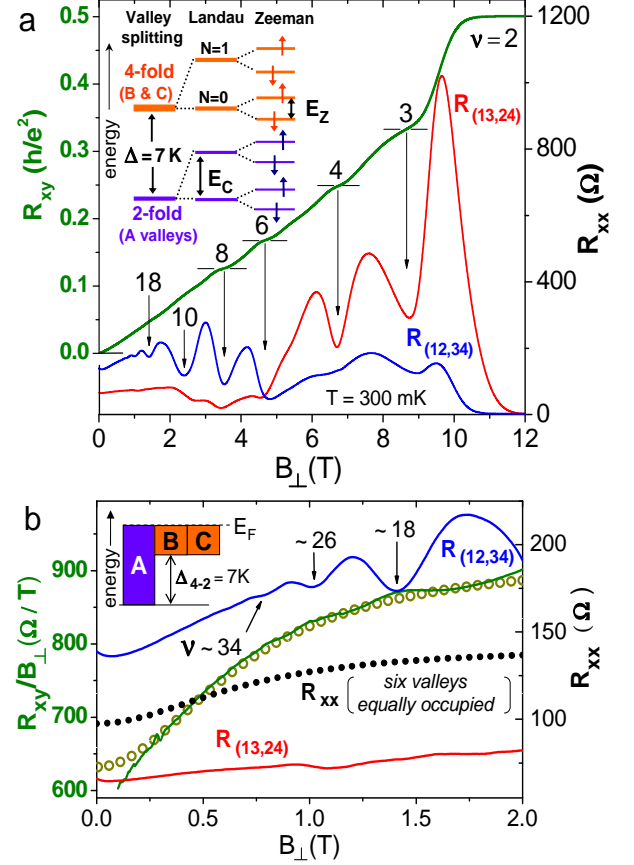 a
Valley splitting
Landau
Zeeman
energy
4-fold
(B & C)
Δ = 7 K
2-fold
(A valleys)
N=1
N=0
E_C
E_Z
ν = 2
R_(13,24)
3
4
6
8
18
10
R_(12,34)
T = 300 mK
R_xy (h/e²)
0.5
0.4
0.3
0.2
0.1
0.0
R_xx (Ω)
1200
800
400
0
0 2 4 6 8 10 12
B_⊥(T)
b
energy
A
B
C
E_F
Δ_4-2 = 7K
~ 26
~ 18
R_(12,34)
ν ~ 34
R_xx
six valleys
equally occupied
R_(13,24)
R_xy/B_⊥ (Ω / T)
900
800
700
600
R_xx (Ω)
200
150
100
0.0 0.5 1.0 1.5 2.0
B_⊥(T)